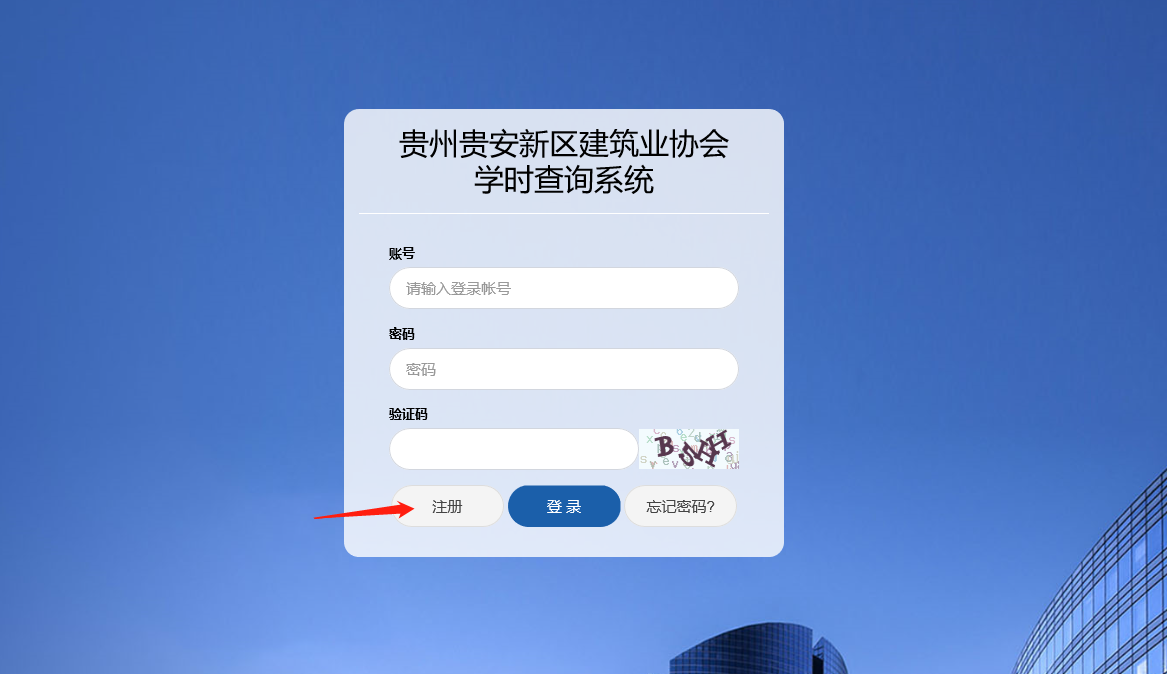 贵州贵安新区建筑业协会
学时查询系统
账号
请输入登录帐号
密码
密码
验证码
注册
登 录
忘记密码?